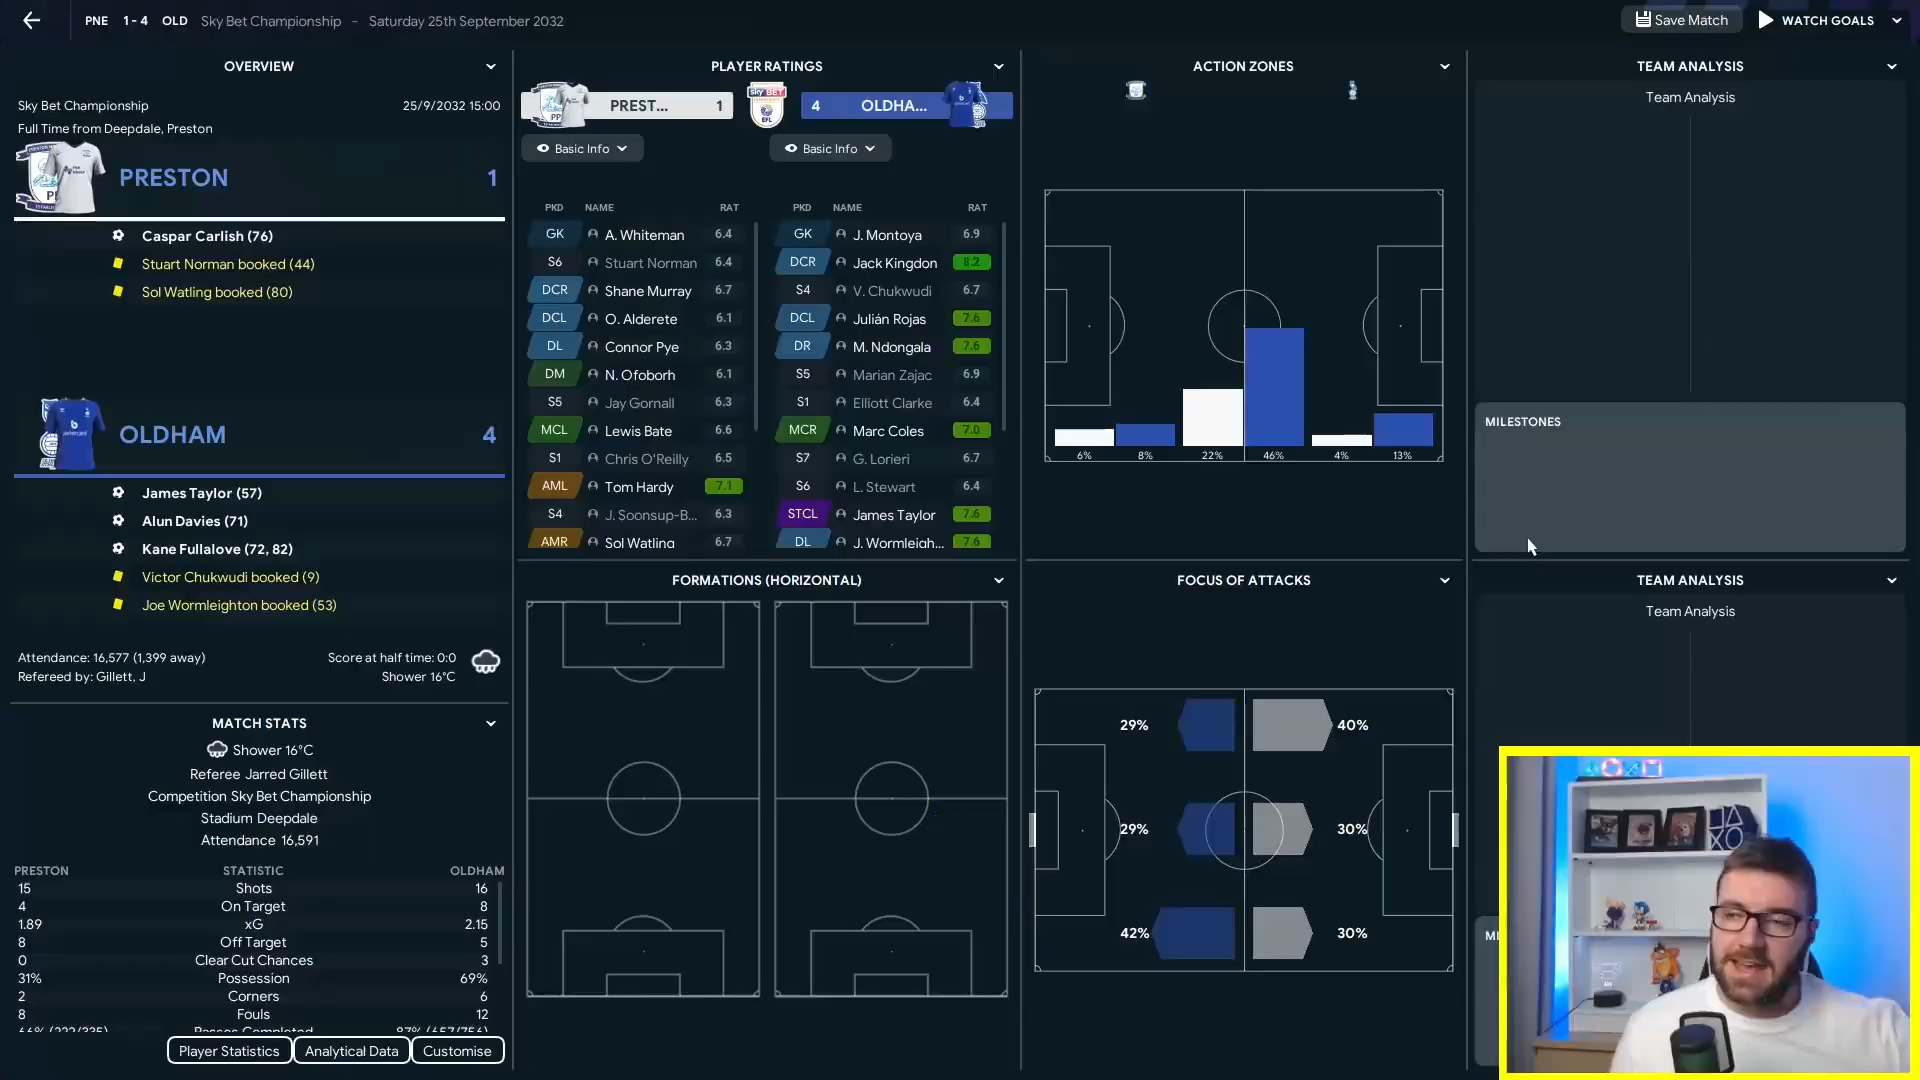 PNE 1 - 4 OLD Sky Bet Championship - Saturday 25th September 2032
Save Match WATCH GOALS
OVERVIEW
Sky Bet Championship 25/9/2032 15:00
Full Time from Deepdale, Preston
PRESTON 1
Caspar Carlish (76)
Stuart Norman booked (44)
Sol Watling booked (80)
OLDHAM 4
James Taylor (57)
Alun Davies (71)
Kane Fullalove (72, 82)
Victor Chukwudi booked (9)
Joe Wormleighton booked (53)
Attendance: 16,577 (1,399 away) Score at half time: 0:0
Refereed by: Gillett, J Shower 16°C
MATCH STATS
Shower 16°C
Referee Jarred Gillett
Competition Sky Bet Championship
Stadium Deepdale
Attendance 16,591
PRESTON STATISTIC OLDHAM
15 Shots 16
4 On Target 8
1.89 xG 2.15
8 Off Target 5
0 Clear Cut Chances 3
31% Possession 69%
2 Corners 6
8 Fouls 12
66% (222/335) Passes Completed 87% (657/756)
Player Statistics Analytical Data Customise
PLAYER RATINGS
PREST... 1 sky BET EFL 4 OLDHA...
Basic Info Basic Info
PKD NAME RAT PKD NAME RAT
GK A. Whiteman 6.4 GK J. Montoya 6.9
S6 Stuart Norman 6.4 DCR Jack Kingdon 8.2
DCR Shane Murray 6.7 S4 V. Chukwudi 6.7
DCL O. Alderete 6.1 DCL Julián Rojas 7.6
DL Connor Pye 6.3 DR M. Ndongala 7.6
DM N. Ofoborh 6.1 S5 Marian Zajac 6.9
S5 Jay Gornall 6.3 S1 Elliott Clarke 6.4
MCL Lewis Bate 6.6 MCR Marc Coles 7.0
S1 Chris O'Reilly 6.5 S7 G. Lorieri 6.7
AML Tom Hardy 7.1 S6 L. Stewart 6.4
S4 J. Soonsup-B... 6.3 STCL James Taylor 7.6
AMR Sol Watling 6.7 DL J. Wormleigh... 7.6
FORMATIONS (HORIZONTAL)
ACTION ZONES
6% 8% 22% 46% 4% 13%
FOCUS OF ATTACKS
29% 40%
29% 30%
42% 30%
TEAM ANALYSIS
Team Analysis
MILESTONES
TEAM ANALYSIS
Team Analysis
MI